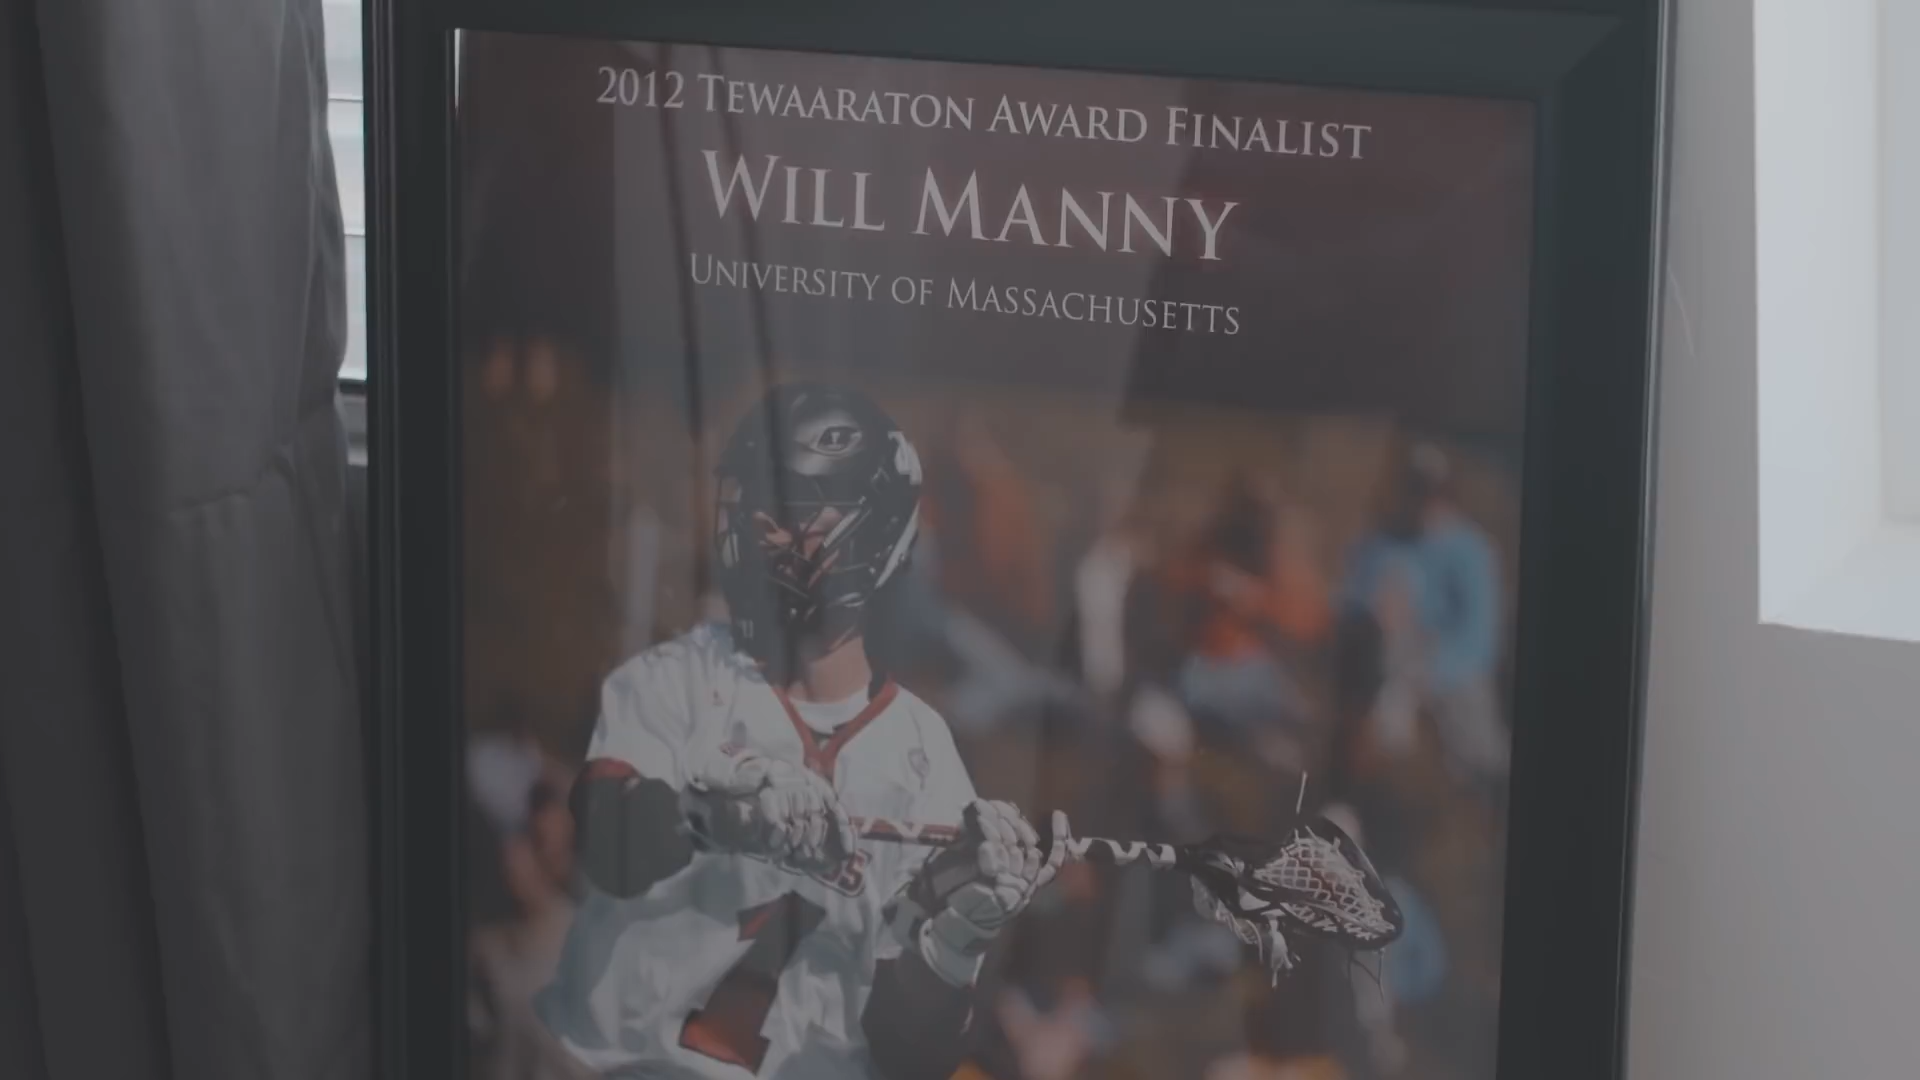 2012 Tewaaraton Award Finalist
Will Manny
University of Massachusetts